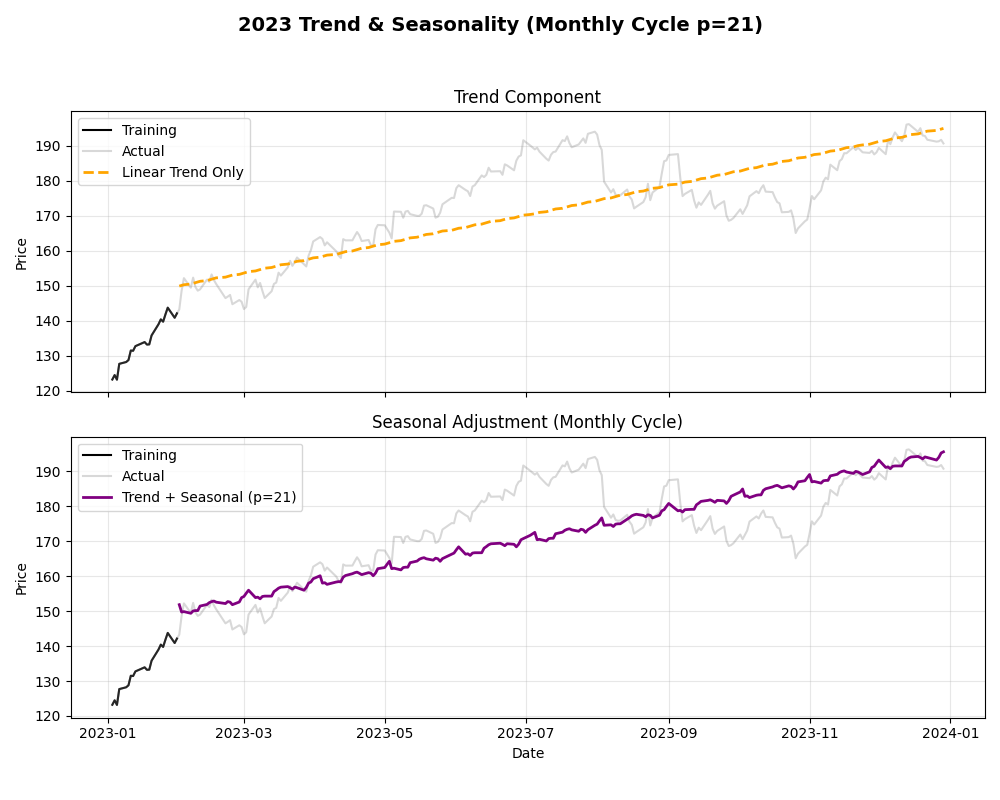 2023 Trend & Seasonality (Monthly Cycle p=21)
Trend Component
Training
Actual
Linear Trend Only
190
180
170
160
150
140
130
120
Price
Seasonal Adjustment (Monthly Cycle)
Training
Actual
Trend + Seasonal (p=21)
190
180
170
160
150
140
130
120
Price
2023-01 2023-03 2023-05 2023-07 2023-09 2023-11 2024-01
Date